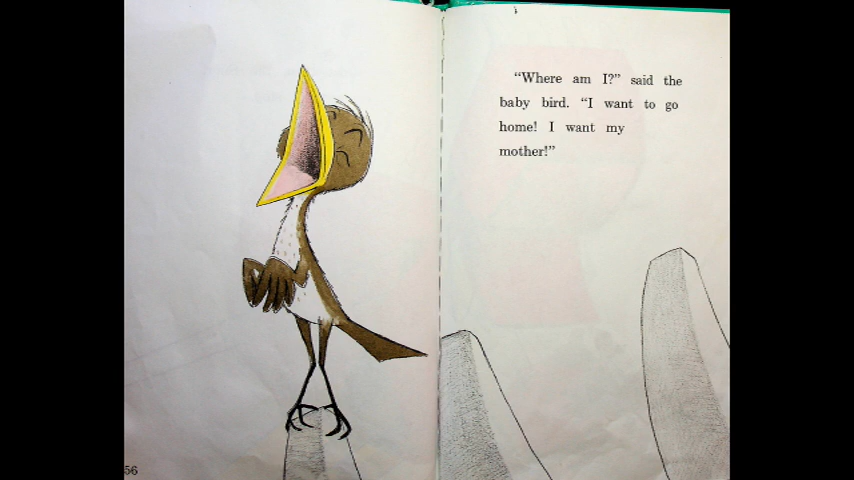 "Where am I?" said the
baby bird. "I want to go
home! I want my
mother!"
56